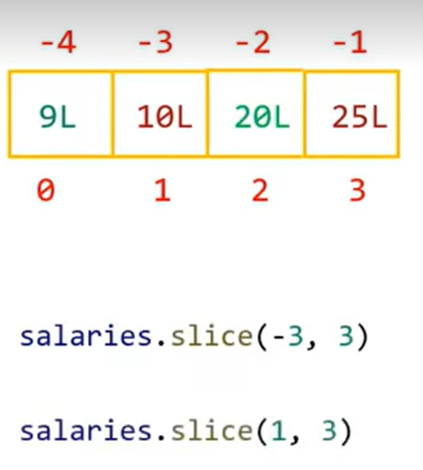 -4 -3 -2 -1
9L 10L 20L 25L
0 1 2 3
salaries.slice(-3, 3)
salaries.slice(1, 3)